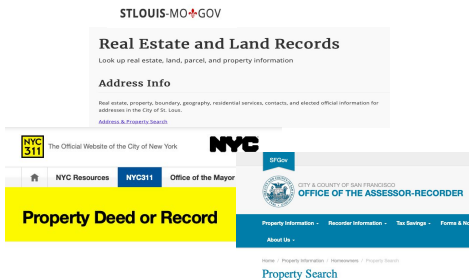 STLOUIS-MO GOV
Real Estate and Land Records
Look up real estate, land, parcel, and property information
Address Info
Real estate, property, boundary, geography, residential services, contacts, and elected official information for
addresses in the City of St. Louis.
Address & Property Search
NYC
311
The Official Website of the City of New York
NYC
NYC Resources
NYC311
Office of the Mayor
Property Deed or Record
SFGov
CITY & COUNTY OF SAN FRANCISCO
OFFICE OF THE ASSESSOR-RECORDER
Property Information
Recorder Information
Tax Savings
Forms & No
About Us
Home / Property Information / Homeowners / Property Search
Property Search